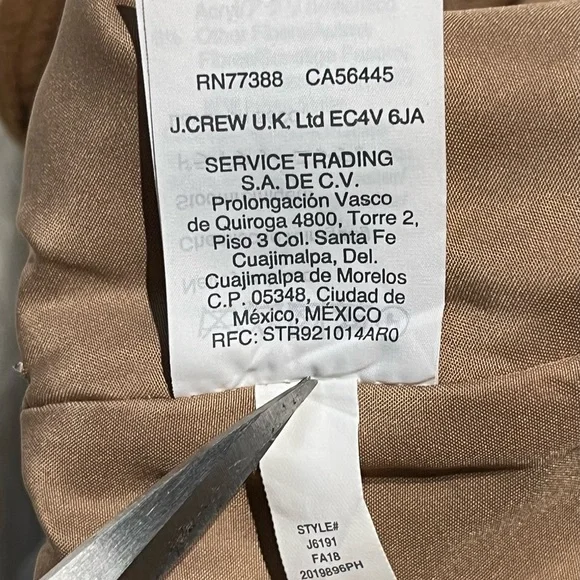 RN77388 CA56445
J.CREW U.K. Ltd EC4V 6JA
SERVICE TRADING
S.A. DE C.V.
Prolongación Vasco
de Quiroga 4800, Torre 2,
Piso 3 Col. Santa Fe
Cuajimalpa, Del.
Cuajimalpa de Morelos
C.P. 05348, Ciudad de
México, MÉXICO
RFC: STR921014AR0
STYLE#
J6191
FA18
2019896PH